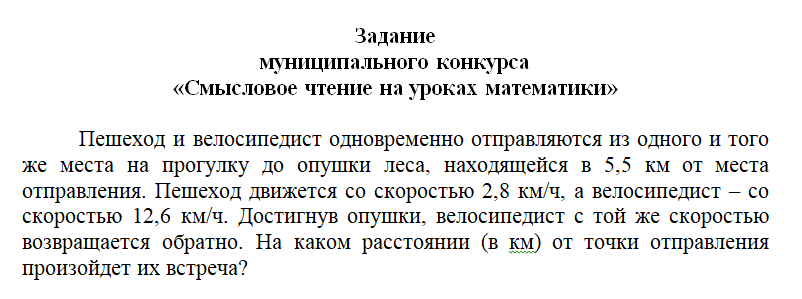 Задание
муниципального конкурса
«Смысловое чтение на уроках математики»
Пешеход и велосипедист одновременно отправляются из одного и того
же места на прогулку до опушки леса, находящейся в 5,5 км от места
отправления. Пешеход движется со скоростью 2,8 км/ч, а велосипедист – со
скоростью 12,6 км/ч. Достигнув опушки, велосипедист с той же скоростью
возвращается обратно. На каком расстоянии (в км) от точки отправления
произойдет их встреча?